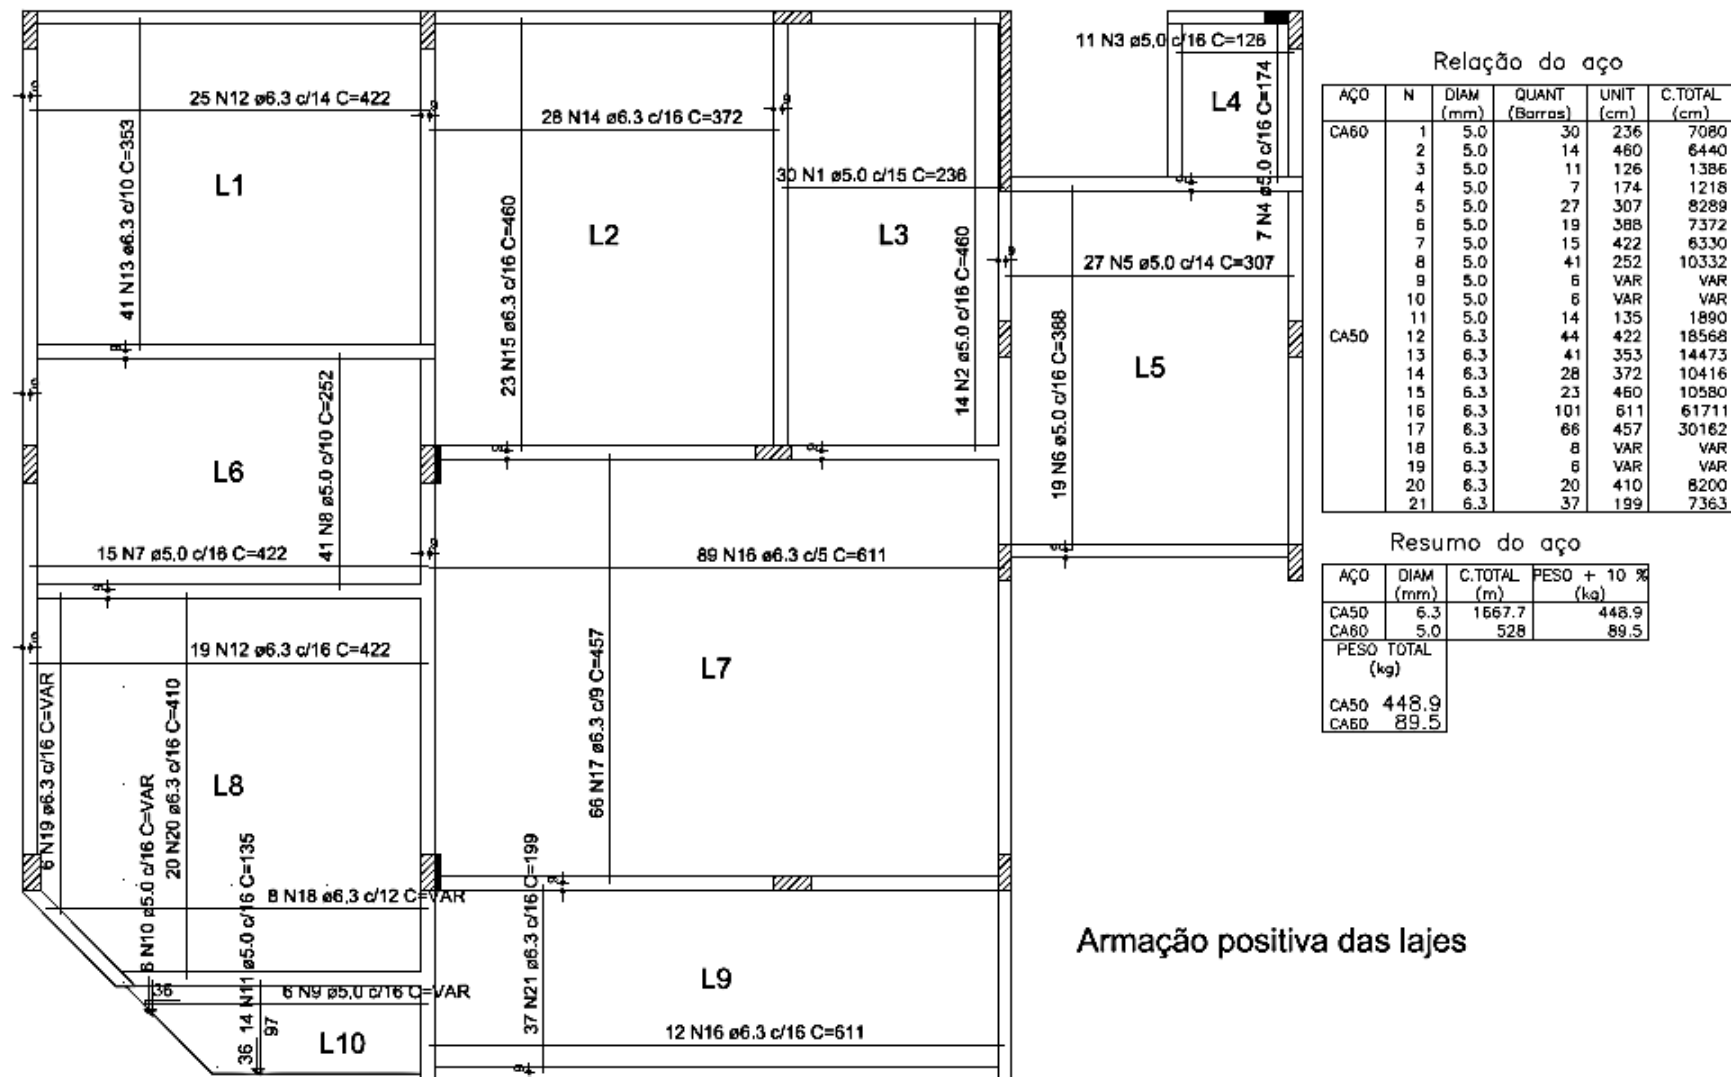 11 N3 ø5,0 c/16 C=126
25 N12 ø6.3 c/14 C=422
28 N14 ø6.3 c/16 C=372
L4
7 N4 ø5.0 c/16 C=174
41 N13 ø6.3 c/10 C=353
L1
30 N1 ø5.0 c/15 C=236
23 N15 ø6.3 c/16 C=460
L2
L3
14 N2 ø5.0 c/16 C=460
27 N5 ø5.0 c/14 C=307
19 N6 ø5.0 c/16 C=388
L5
41 N8 ø5.0 c/10 C=252
L6
15 N7 ø5,0 c/16 C=422
89 N16 ø6.3 c/5 C=611
19 N12 ø6.3 c/16 C=422
66 N17 ø6.3 c/9 C=457
L7
6 N19 ø6.3 c/16 C=VAR
20 N20 ø6.3 c/16 C=410
L8
6 N10 ø5.0 c/16 C=VAR
36
14 N11 ø5.0 c/16 C=135
36
97
8 N18 ø6,3 c/12 C=VAR
6 N9 ø5,0 c/16 C=VAR
L10
37 N21 ø6.3 c/16 C=199
L9
12 N16 ø6.3 c/16 C=611
Armação positiva das lajes
Relação do aço
AÇO N DIAM QUANT UNIT C.TOTAL
(mm) (Barras) (cm) (cm)
CA60 1 5.0 30 236 7080
2 5.0 14 460 6440
3 5.0 11 126 1386
4 5.0 7 174 1218
5 5.0 27 307 8289
6 5.0 19 388 7372
7 5.0 15 422 6330
8 5.0 41 252 10332
9 5.0 6 VAR VAR
10 5.0 6 VAR VAR
11 5.0 14 135 1890
CA50 12 6.3 44 422 18568
13 6.3 41 353 14473
14 6.3 28 372 10416
15 6.3 23 460 10580
16 6.3 101 611 61711
17 6.3 66 457 30162
18 6.3 8 VAR VAR
19 6.3 6 VAR VAR
20 6.3 20 410 8200
21 6.3 37 199 7363
Resumo do aço
AÇO DIAM C.TOTAL PESO + 10 %
(mm) (m) (kg)
CA50 6.3 1667.7 448.9
CA60 5.0 528 89.5
PESO TOTAL
(kg)
CA50 448.9
CA60 89.5